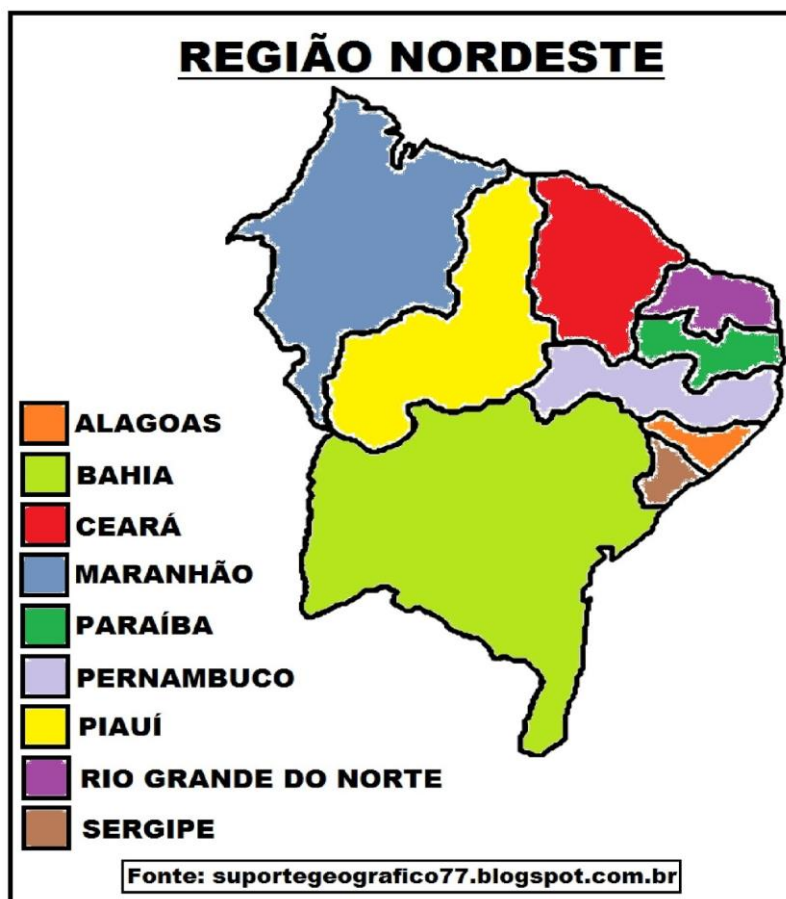 REGIÃO NORDESTE
ALAGOAS
BAHIA
CEARÁ
MARANHÃO
PARAÍBA
PERNAMBUCO
PIAUÍ
RIO GRANDE DO NORTE
SERGIPE
Fonte: suportegeografico77.blogspot.com.br